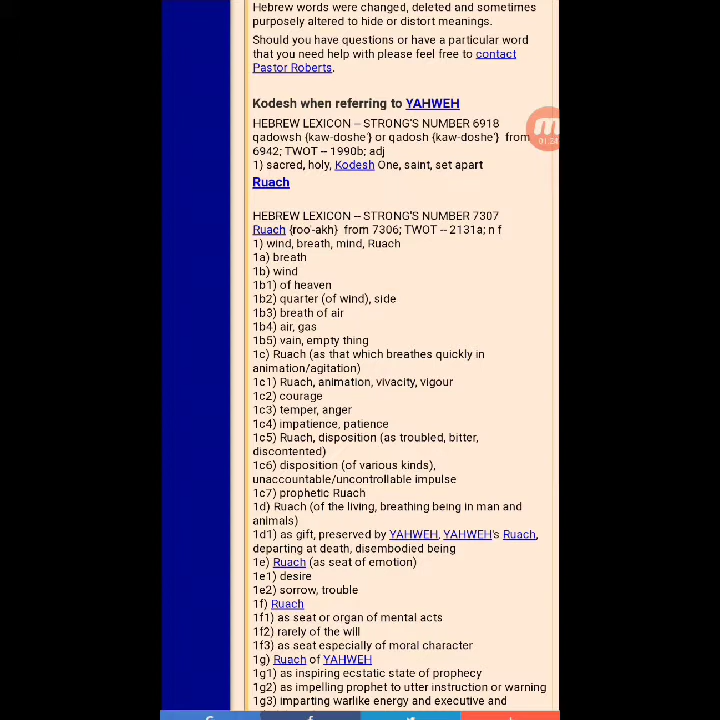 Hebrew words were changed, deleted and sometimes
purposely altered to hide or distort meanings.
Should you have questions or have a particular word
that you need help with please feel free to contact
Pastor Roberts.
Kodesh when referring to YAHWEH
HEBREW LEXICON -- STRONG'S NUMBER 6918
qadowsh {kaw-doshe'} or qadosh {kaw-doshe'} from
6942; TWOT -- 1990b; adj
1) sacred, holy, Kodesh One, saint, set apart
Ruach
HEBREW LEXICON -- STRONG'S NUMBER 7307
Ruach {roo'-akh} from 7306; TWOT -- 2131a; n f
1) wind, breath, mind, Ruach
1a) breath
1b) wind
1b1) of heaven
1b2) quarter (of wind), side
1b3) breath of air
1b4) air, gas
1b5) vain, empty thing
1c) Ruach (as that which breathes quickly in
animation/agitation)
1c1) Ruach, animation, vivacity, vigour
1c2) courage
1c3) temper, anger
1c4) impatience, patience
1c5) Ruach, disposition (as troubled, bitter,
discontented)
1c6) disposition (of various kinds),
unaccountable/uncontrollable impulse
1c7) prophetic Ruach
1d) Ruach (of the living, breathing being in man and
animals)
1d1) as gift, preserved by YAHWEH, YAHWEH's Ruach,
departing at death, disembodied being
1e) Ruach (as seat of emotion)
1e1) desire
1e2) sorrow, trouble
1f) Ruach
1f1) as seat or organ of mental acts
1f2) rarely of the will
1f3) as seat especially of moral character
1g) Ruach of YAHWEH
1g1) as inspiring ecstatic state of prophecy
1g2) as impelling prophet to utter instruction or warning
1g3) imparting warlike energy and executive and